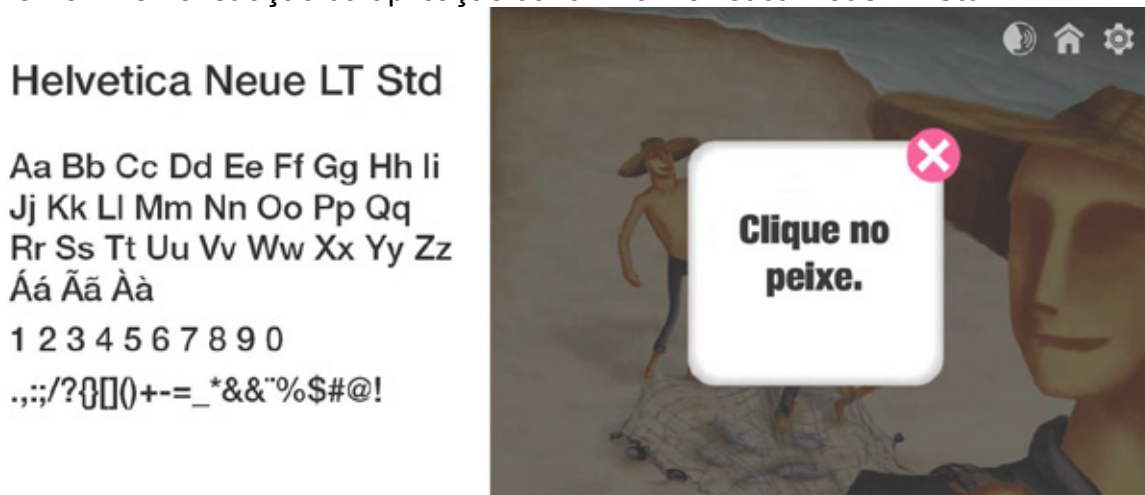 Helvetica Neue LT Std
Aa Bb Cc Dd Ee Ff Gg Hh Ii
Jj Kk Ll Mm Nn Oo Pp Qq
Rr Ss Tt Uu Vv Ww Xx Yy Zz
Áá Ãã Àà
1 2 3 4 5 6 7 8 9 0
.,:;/?{}[]()+-=_*&&¨%$#@!
Clique no
peixe.